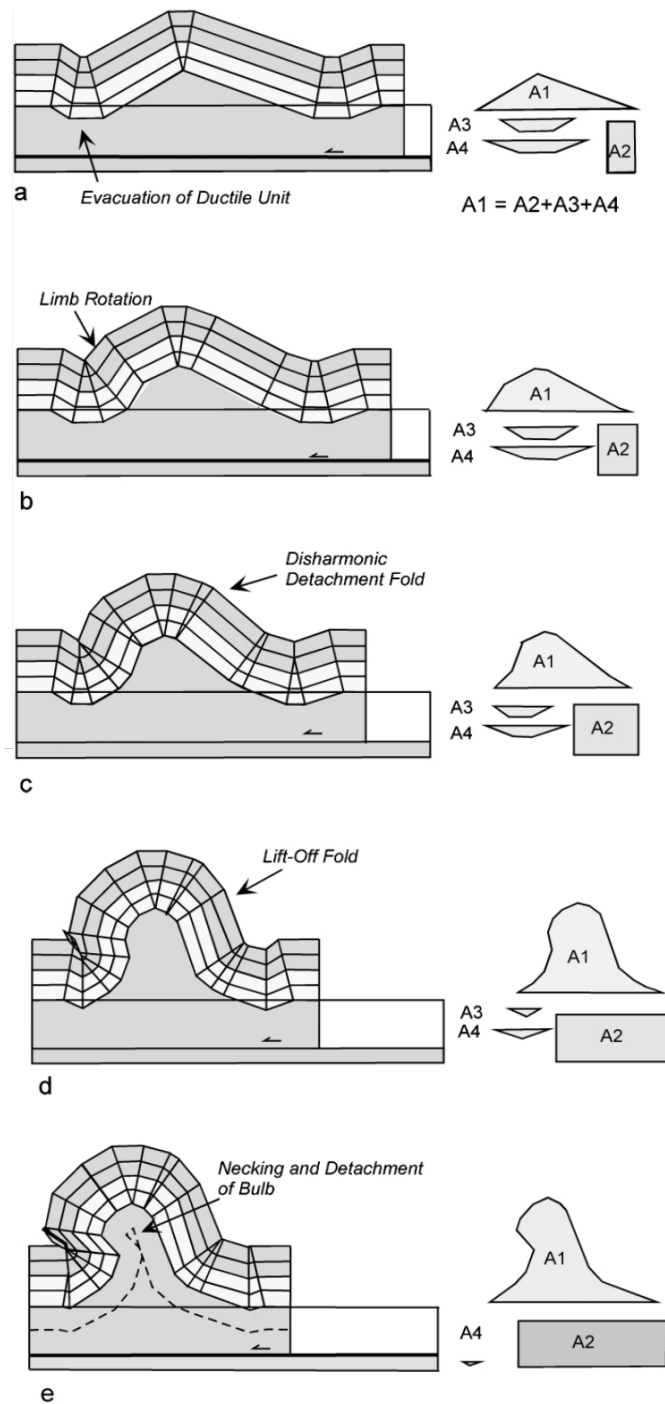 A1
A3
A4
A2
Evacuation of Ductile Unit
a
A1 = A2+A3+A4
Limb Rotation
A1
A3
A4
A2
b
Disharmonic
Detachment Fold
A1
A3
A4
A2
c
Lift-Off Fold
A1
A3
A4
A2
d
Necking and Detachment
of Bulb
A1
A4
A2
e